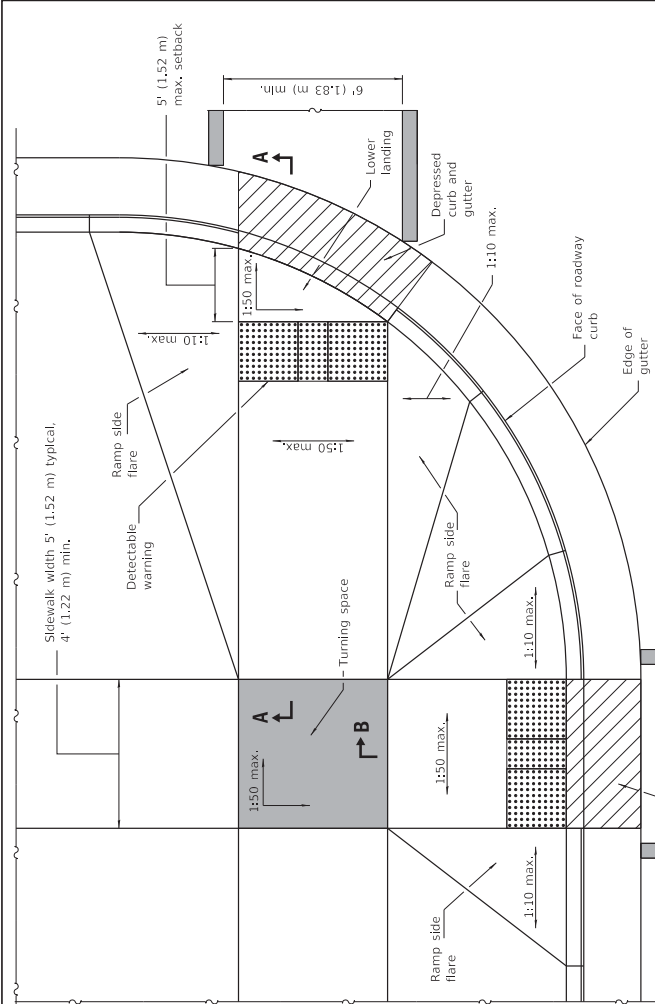 5' (1.52 m)
max. setback
6' (1.83 m) min.
A
Lower
landing
Depressed
curb and
gutter
1:10 max.
Face of roadway
curb
Edge of
gutter
1:50 max.
1:10 max.
Ramp side
flare
Detectable
warning
1:50 max.
Ramp side
flare
1:10 max.
Sidewalk width 5' (1.52 m) typical,
4' (1.22 m) min.
Turning space
A
B
1:50 max.
1:50 max.
Ramp side
flare
1:10 max.